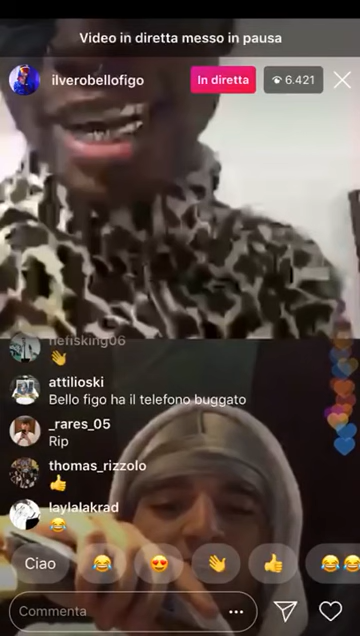 Video in diretta messo in pausa
ilverobellofigo
In diretta
6.421
nefisking06
👋
attilioski
Bello figo ha il telefono buggato
_rares_05
Rip
thomas_rizzolo
👍
laylalakrad
😂
Ciao
Commenta